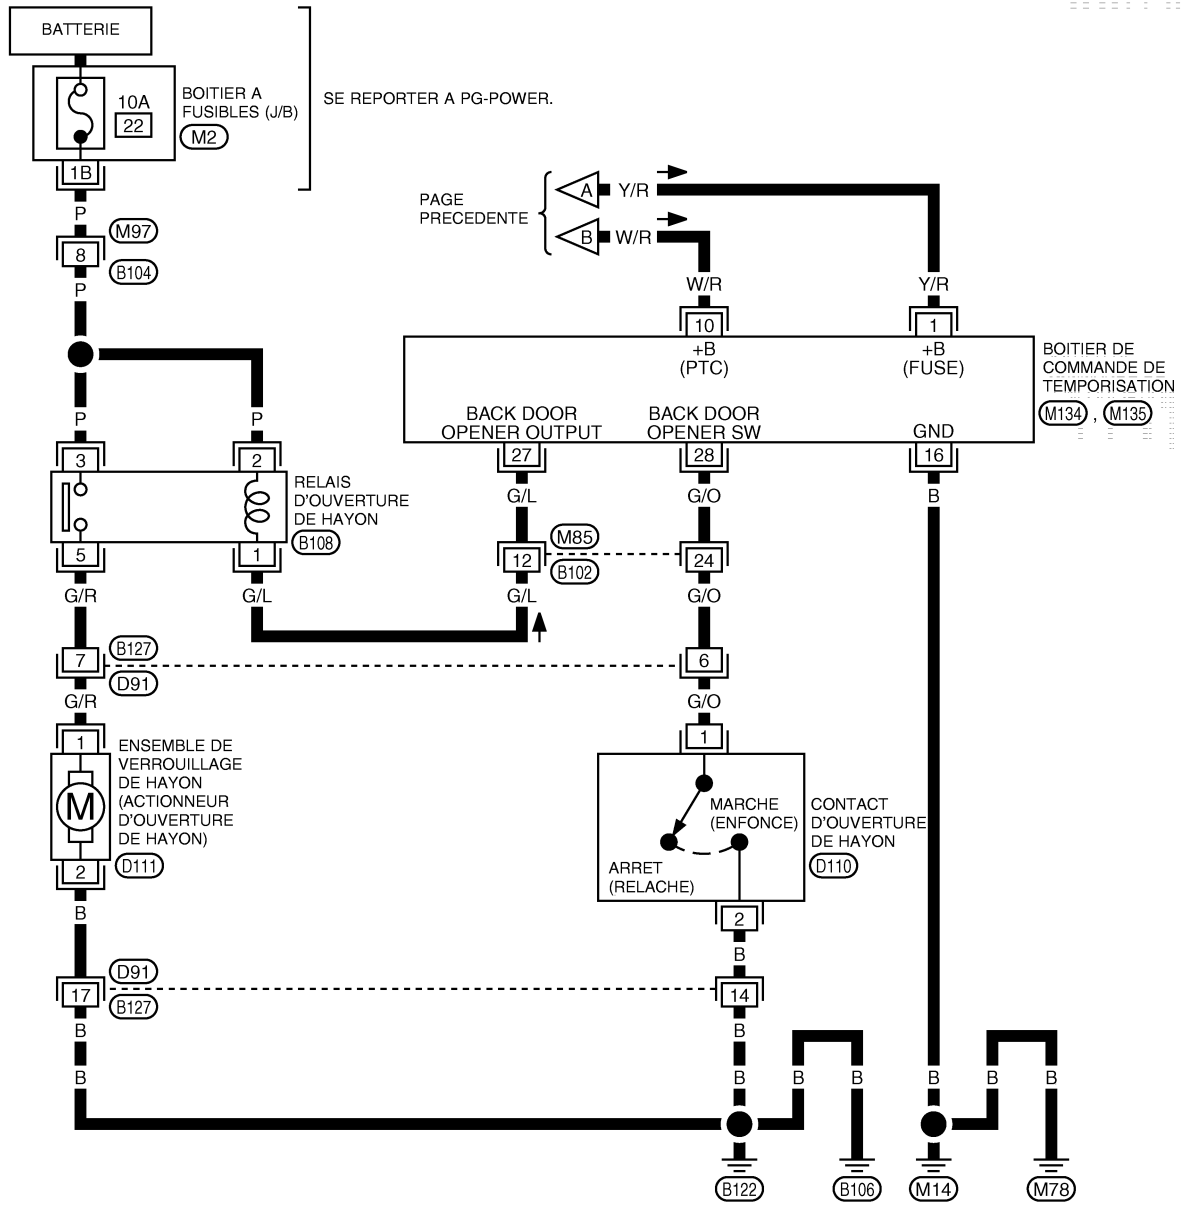 BATTERIE
10A
22
BOITIER A
FUSIBLES (J/B)
M2
SE REPORTER A PG-POWER.
1B
P
M97
8
B104
P
PAGE
PRECEDENTE
A
Y/R
B
W/R
W/R
Y/R
10
1
+B
(PTC)
+B
(FUSE)
BOITIER DE
COMMANDE DE
TEMPORISATION
M134 , M135
BACK DOOR
OPENER OUTPUT
BACK DOOR
OPENER SW
GND
P
P
3
2
27
28
16
RELAIS
D'OUVERTURE
DE HAYON
B108
G/L
G/O
B
5
1
M85
12
24
B102
G/R
G/L
G/L
G/O
B127
7
6
D91
G/R
G/O
1
1
ENSEMBLE DE
VERROUILLAGE
DE HAYON
(ACTIONNEUR
D'OUVERTURE
DE HAYON)
D111
M
2
MARCHE
(ENFONCE)
ARRET
(RELACHE)
CONTACT
D'OUVERTURE
DE HAYON
D110
2
B
B
D91
17
14
B127
B
B
B
B
B
B
B
B
B
B122
B106
M14
M78